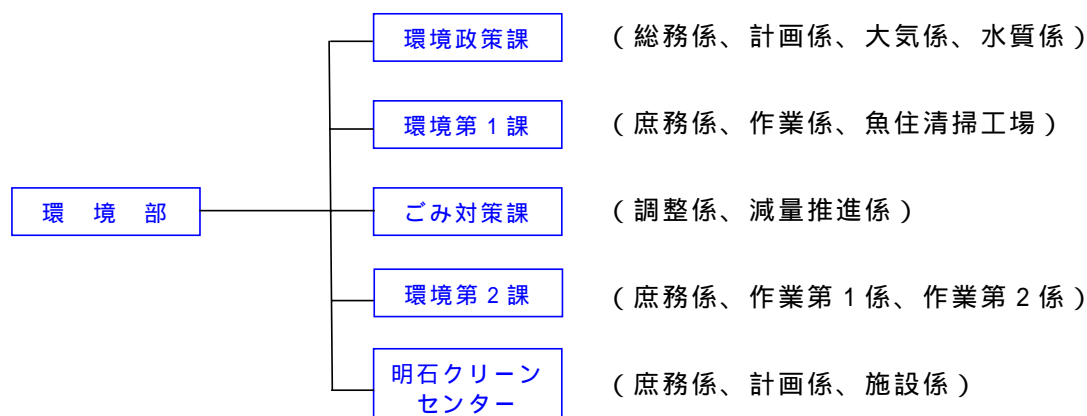 環境政策課 （総務係、計画係、大気係、水質係）
環境第１課 （庶務係、作業係、魚住清掃工場）
環　境　部 ごみ対策課 （調整係、減量推進係）
環境第２課 （庶務係、作業第１係、作業第２係）
明石クリーン
センター （庶務係、計画係、施設係）